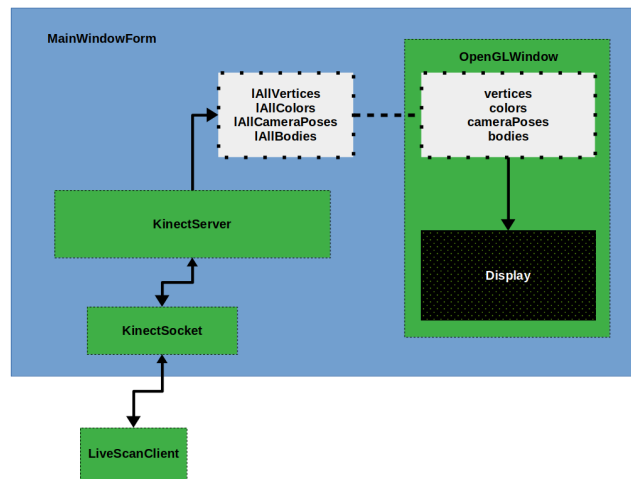 MainWindowForm
OpenGLWindow
lAllVertices
lAllColors
lAllCameraPoses
lAllBodies
vertices
colors
cameraPoses
bodies
KinectServer
Display
KinectSocket
LiveScanClient